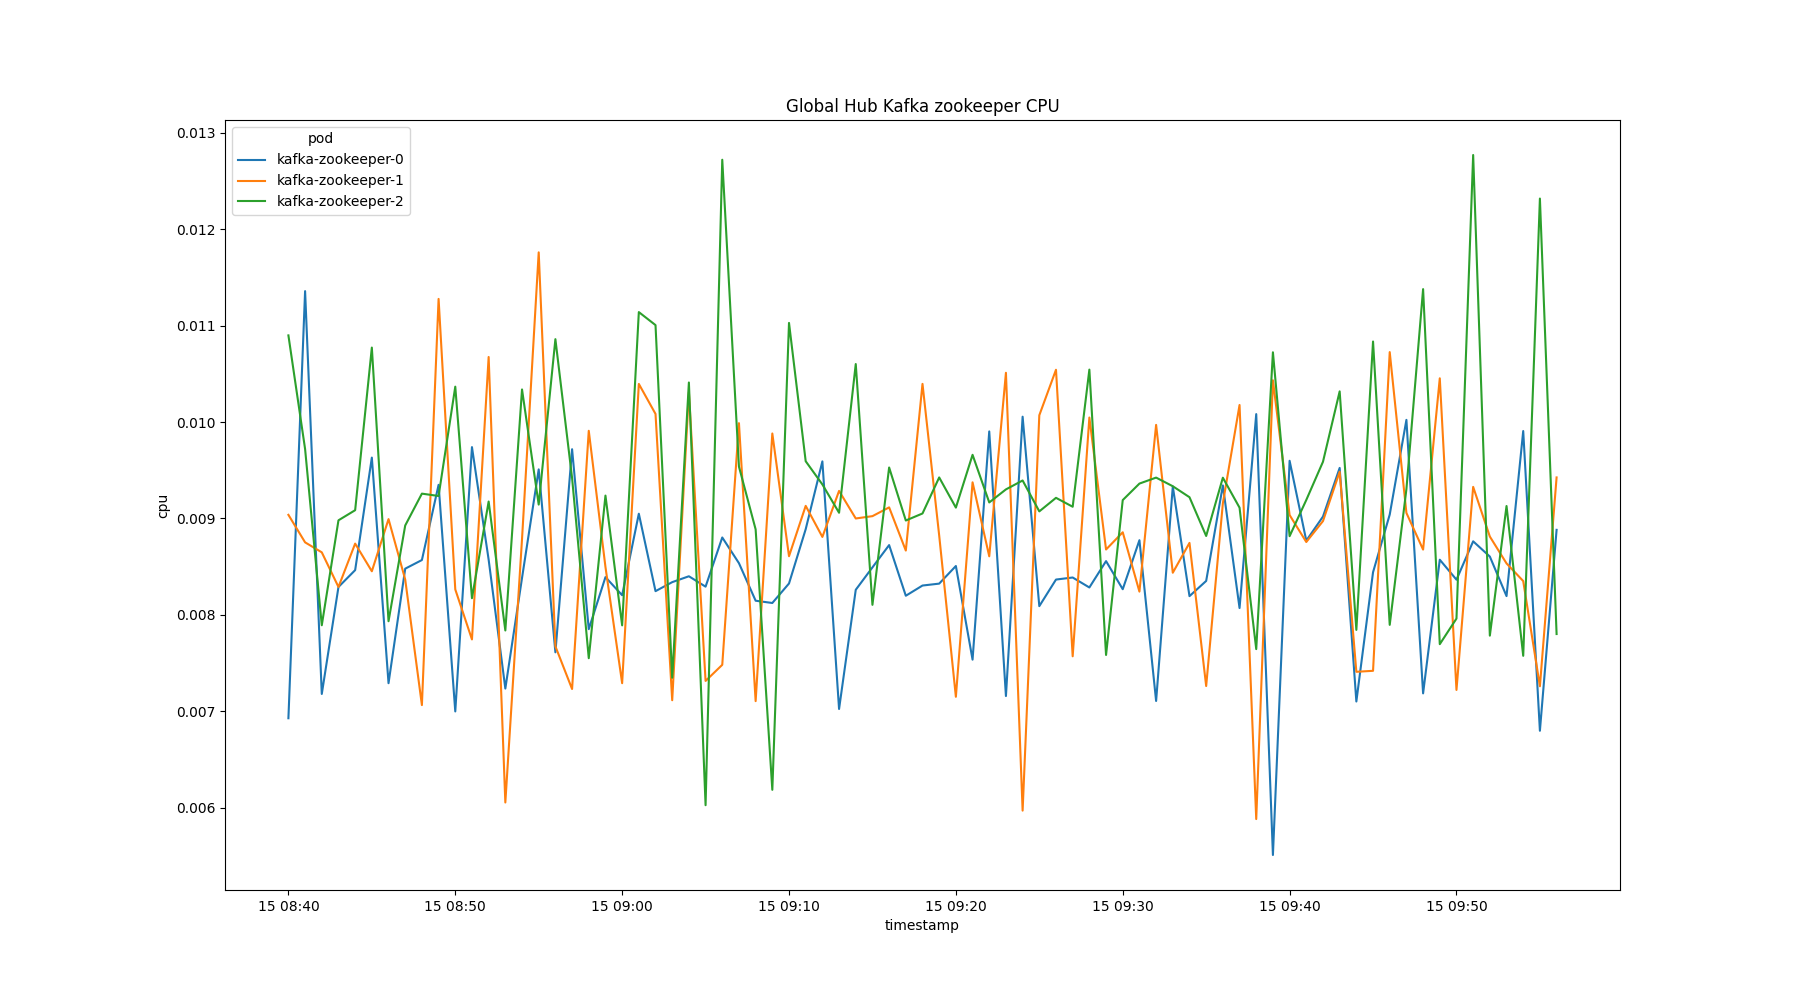 Global Hub Kafka zookeeper CPU
pod
kafka-zookeeper-0
kafka-zookeeper-1
kafka-zookeeper-2
cpu
0.013
0.012
0.011
0.010
0.009
0.008
0.007
0.006
15 08:40 15 08:50 15 09:00 15 09:10 15 09:20 15 09:30 15 09:40 15 09:50
timestamp